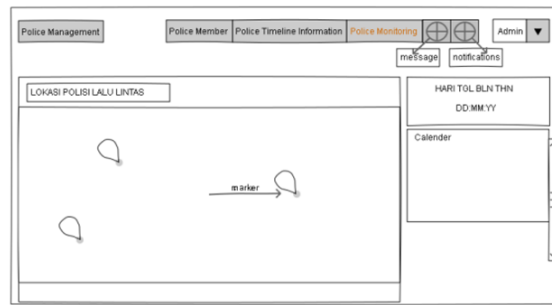 Police Management
Police Member
Police Timeline Information
Police Monitoring
Admin
message
notifications
LOKASI POLISI LALU LINTAS
HARI TGL BLN THN
DD:MM:YY
Calender
marker